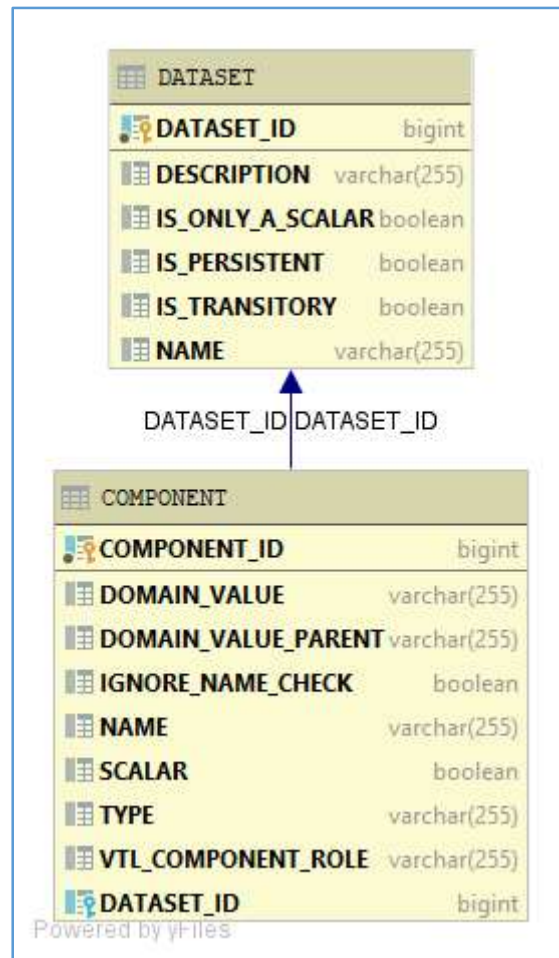 DATASET
DATASET_ID bigint
DESCRIPTION varchar(255)
IS_ONLY_A_SCALAR boolean
IS_PERSISTENT boolean
IS_TRANSITORY boolean
NAME varchar(255)
DATASET_ID DATASET_ID
COMPONENT
COMPONENT_ID bigint
DOMAIN_VALUE varchar(255)
DOMAIN_VALUE_PARENT varchar(255)
IGNORE_NAME_CHECK boolean
NAME varchar(255)
SCALAR boolean
TYPE varchar(255)
VTL_COMPONENT_ROLE varchar(255)
DATASET_ID bigint
Powered by yFiles